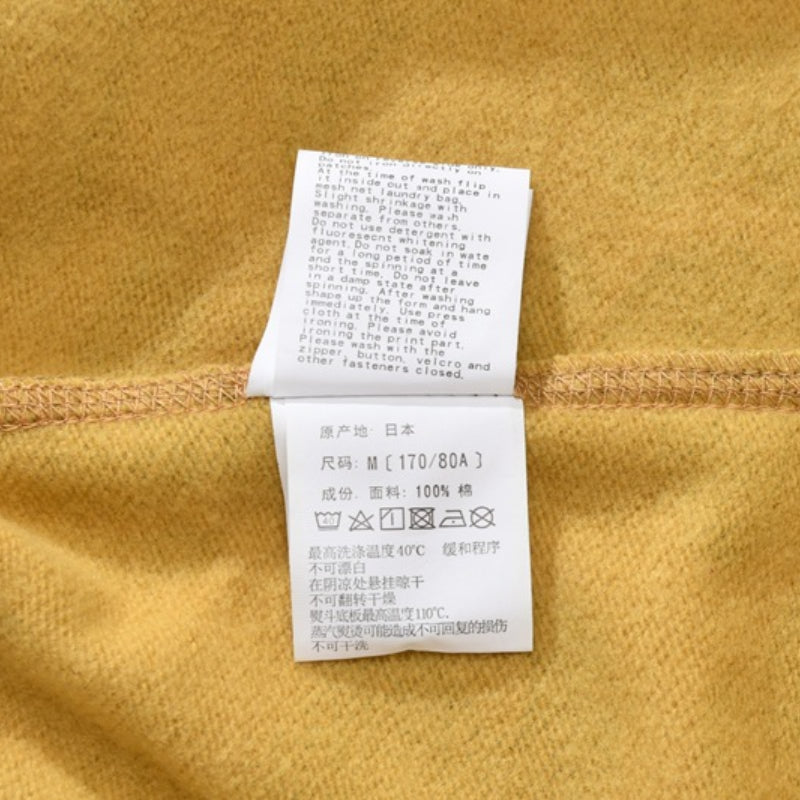 Do not iron directly on
patches.
At the time of wash flip
it inside out and place in
mesh net laundry bag.
Slight shrinkage with
washing. Please wash
separate from others.
Do not use detergent with
fluoresecnt whitening
agent.Do not soak in wate
for a long petiod of time
and the spinning at a
short time. Do not leave
in a damp state after
spinning. After washing
shape up the form and hang
immediately. Use press
cloth at the time of
ironing. Please avoid
ironing the print part.
Please wash with the
zipper, button, velcro and
other fasteners closed.
原产地: 日本
尺码: M [170/80A]
成份. 面料: 100% 棉
40
最高洗涤温度40℃ 缓和程序
不可漂白
在阴凉处悬挂晾干
不可翻转干燥
熨斗底板最高温度110℃.
蒸汽熨烫可能造成不可回复的损伤
不可干洗